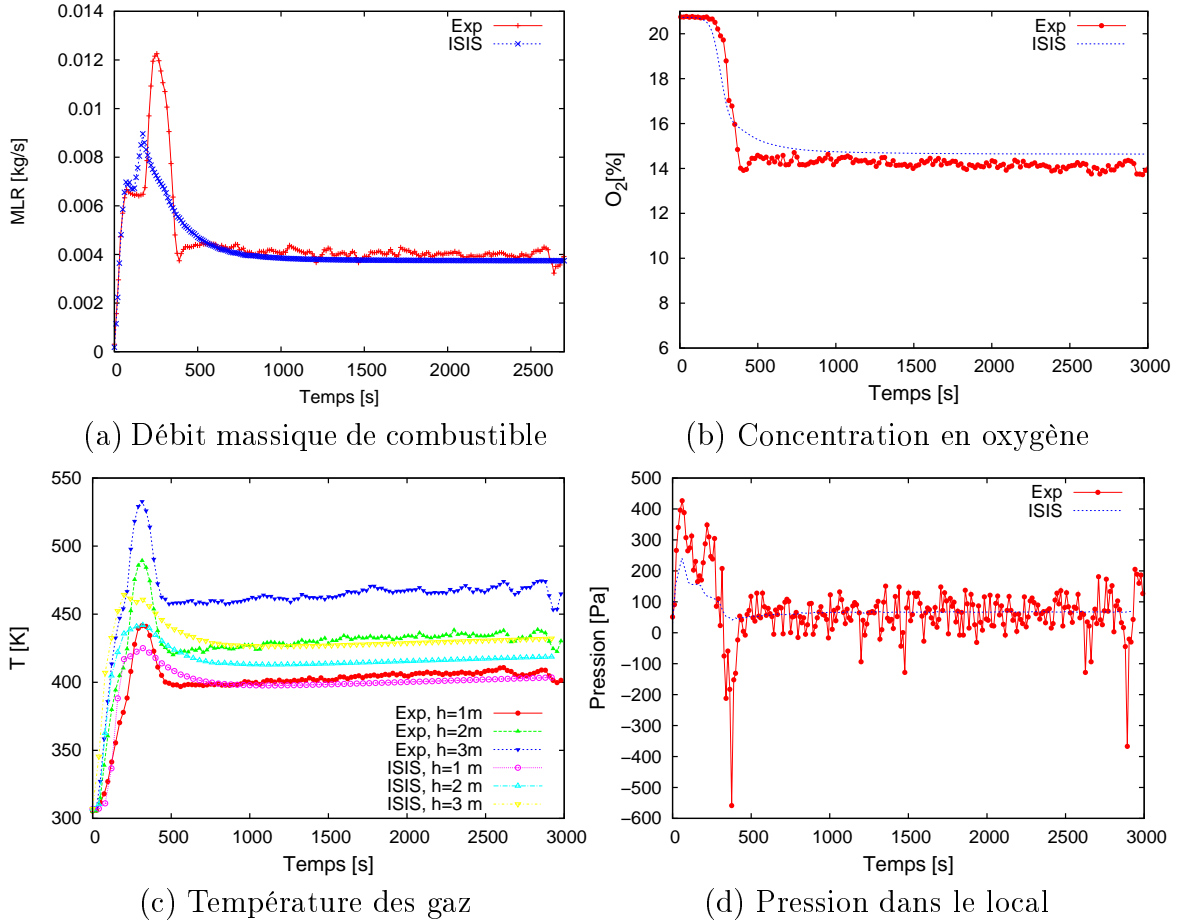 0.014
0.012
0.01
0.008
0.006
0.004
0.002
0
MLR [kg/s]
0 500 1000 1500 2000 2500
Temps [s]
Exp
ISIS
(a) Débit massique de combustible
20
18
16
14
12
10
8
6
O2[%]
0 500 1000 1500 2000 2500 3000
Temps [s]
Exp
ISIS
(b) Concentration en oxygène
550
500
450
400
350
300
T [K]
0 500 1000 1500 2000 2500 3000
Temps [s]
Exp, h=1m
Exp, h=2m
Exp, h=3m
ISIS, h=1 m
ISIS, h=2 m
ISIS, h=3 m
(c) Température des gaz
500
400
300
200
100
0
−100
−200
−300
−400
−500
−600
Pression [Pa]
0 500 1000 1500 2000 2500 3000
Temps [s]
Exp
ISIS
(d) Pression dans le local